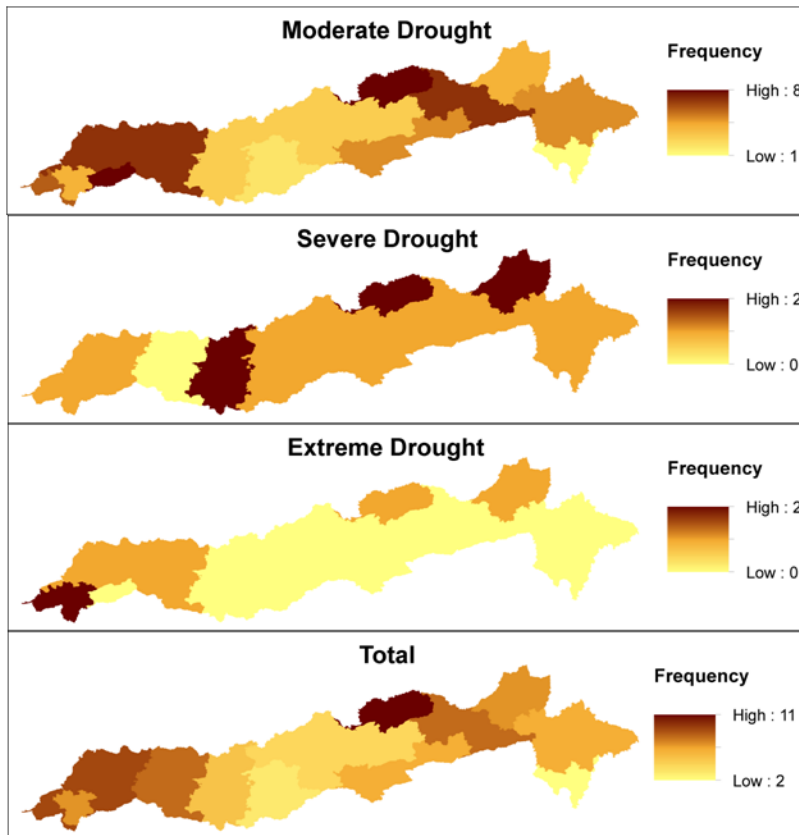 Moderate Drought
Frequency
High : 8
Low : 1
Severe Drought
Frequency
High : 2
Low : 0
Extreme Drought
Frequency
High : 2
Low : 0
Total
Frequency
High : 11
Low : 2